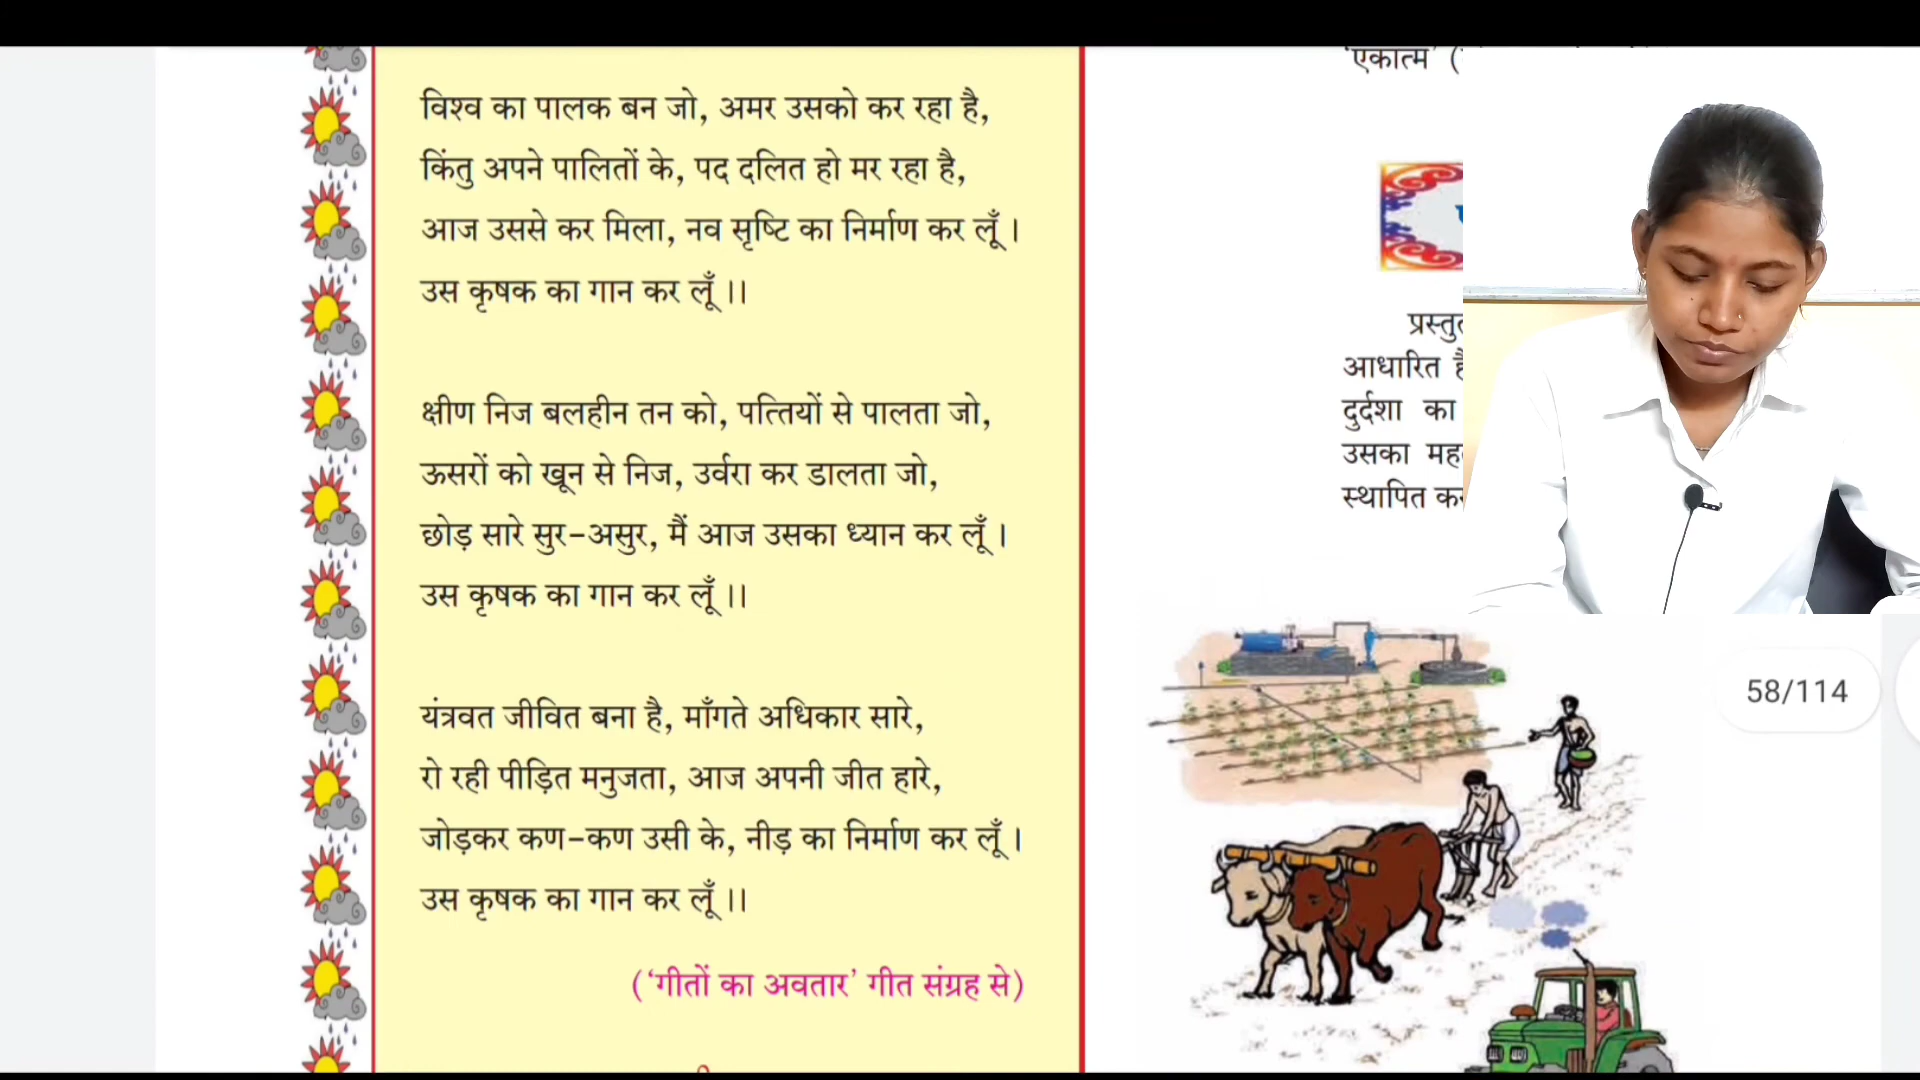 विश्व का पालक बन जो, अमर उसको कर रहा है,
किंतु अपने पालितों के, पद दलित हो मर रहा है,
आज उससे कर मिला, नव सृष्टि का निर्माण कर लूँ ।
उस कृषक का गान कर लूँ ।।
क्षीण निज बलहीन तन को, पत्तियों से पालता जो,
ऊसरों को खून से निज, उर्वरा कर डालता जो,
छोड़ सारे सुर-असुर, मैं आज उसका ध्यान कर लूँ ।
उस कृषक का गान कर लूँ ।।
यंत्रवत जीवित बना है, माँगते अधिकार सारे,
रो रही पीड़ित मनुजता, आज अपनी जीत हारे,
जोड़कर कण-कण उसी के, नीड़ का निर्माण कर लूँ ।
उस कृषक का गान कर लूँ ।।
('गीतों का अवतार' गीत संग्रह से)
'एकात्म' (
आधारित
दुर्दशा का
उसका
स्थापित
58/114